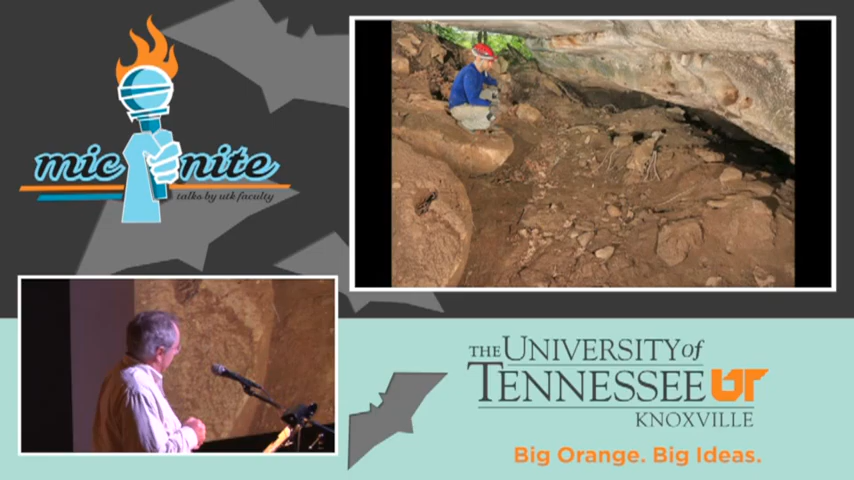 mic nite
talks by utk faculty
THE UNIVERSITY of
TENNESSEE UT
KNOXVILLE
Big Orange. Big Ideas.